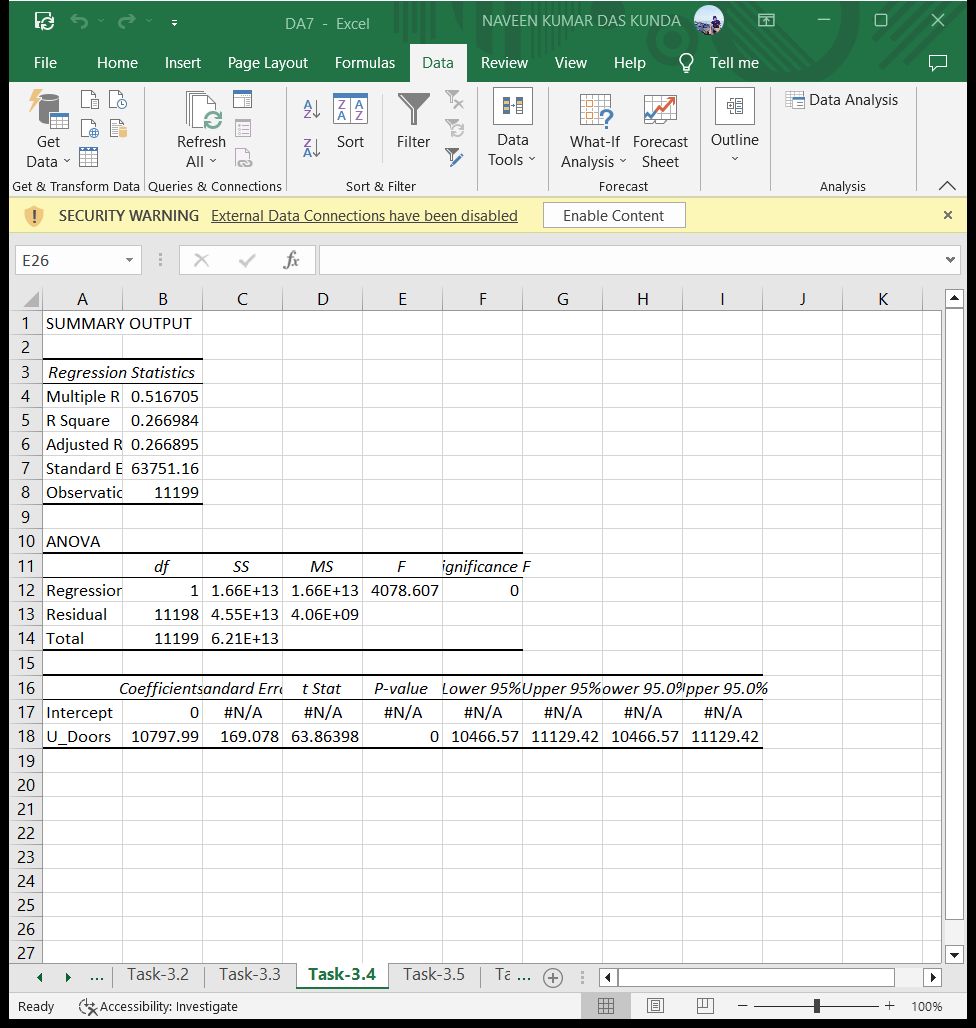 DA7 - Excel NAVEEN KUMAR DAS KUNDA
File Home Insert Page Layout Formulas Data Review View Help Tell me
Get Data Refresh All Sort Filter Data Tools What-If Analysis Forecast Sheet Outline Data Analysis
Get & Transform Data Queries & Connections Sort & Filter Forecast Analysis
SECURITY WARNING External Data Connections have been disabled Enable Content
E26 fx
A B C D E F G H I J K
1 SUMMARY OUTPUT
2
3 Regression Statistics
4 Multiple R 0.516705
5 R Square 0.266984
6 Adjusted R 0.266895
7 Standard E 63751.16
8 Observatic 11199
9
10 ANOVA
11 df SS MS F ignificance F
12 Regression 1 1.66E+13 1.66E+13 4078.607 0
13 Residual 11198 4.55E+13 4.06E+09
14 Total 11199 6.21E+13
15
16 Coefficients andard Erro t Stat P-value Lower 95% Upper 95% ower 95.0% Ipper 95.0%
17 Intercept 0 #N/A #N/A #N/A #N/A #N/A #N/A #N/A
18 U_Doors 10797.99 169.078 63.86398 0 10466.57 11129.42 10466.57 11129.42
19
20
21
22
23
24
25
26
27
... Task-3.2 Task-3.3 Task-3.4 Task-3.5 Ta ...
Ready Accessibility: Investigate 100%